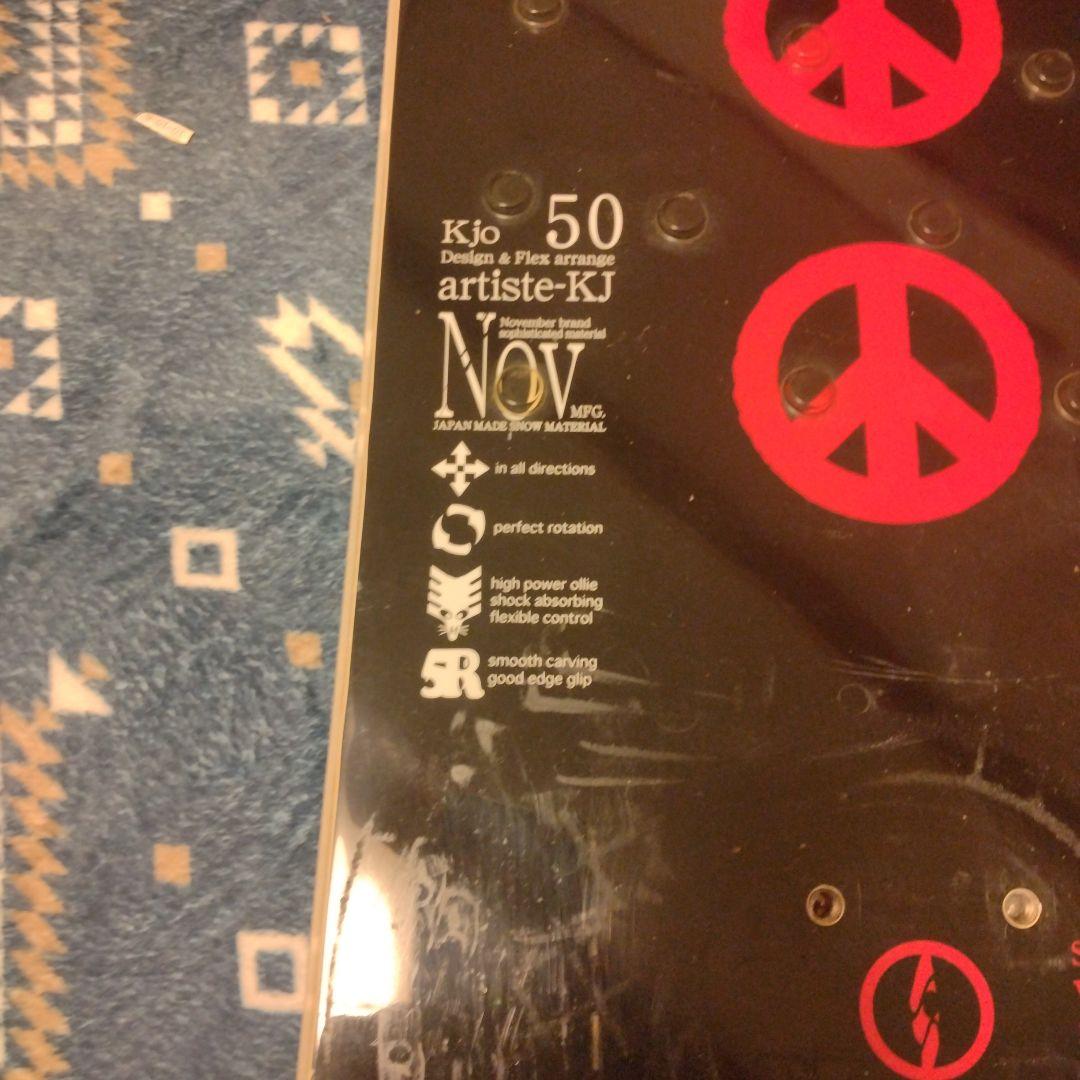 Kjo 50
Design & Flex arrange
artiste-KJ
November brand
sophisticated material
Nov MFG.
JAPAN MADE SNOW MATERIAL
in all directions
perfect rotation
high power ollie
shock absorbing
flexible control
5R
smooth carving
good edge glip